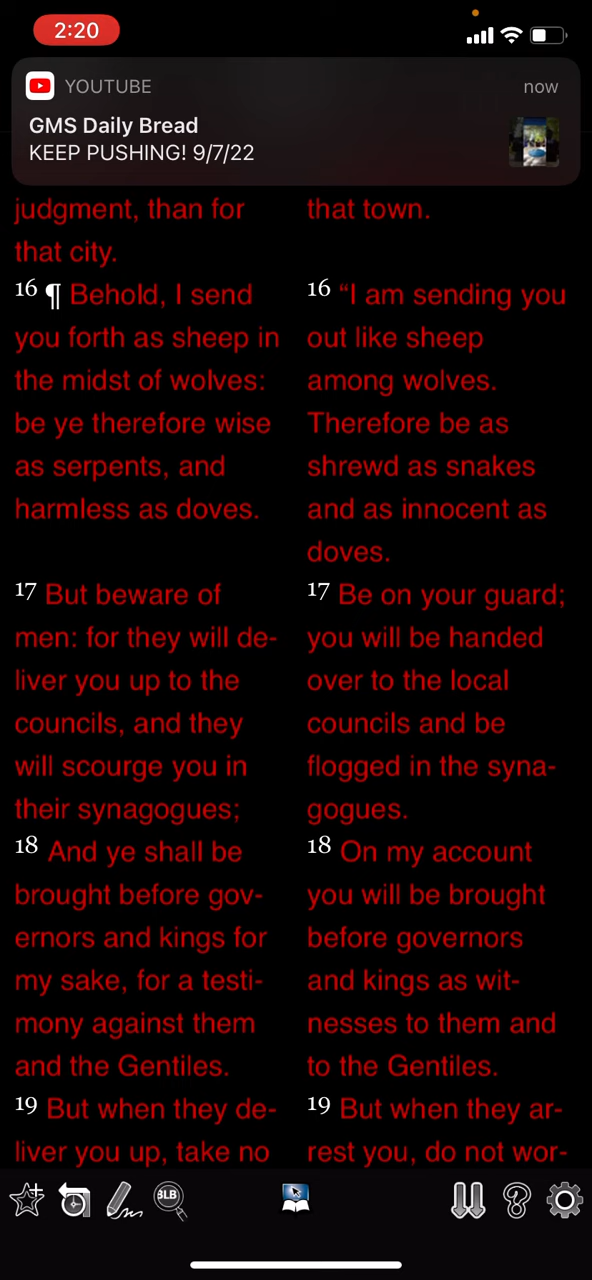 2:20
YOUTUBE
now
GMS Daily Bread
KEEP PUSHING! 9/7/22
judgment, than for
that city.
16 ¶ Behold, I send
you forth as sheep in
the midst of wolves:
be ye therefore wise
as serpents, and
harmless as doves.
17 But beware of
men: for they will de-
liver you up to the
councils, and they
will scourge you in
their synagogues;
18 And ye shall be
brought before gov-
ernors and kings for
my sake, for a testi-
mony against them
and the Gentiles.
19 But when they de-
liver you up, take no
that town.
16 “I am sending you
out like sheep
among wolves.
Therefore be as
shrewd as snakes
and as innocent as
doves.
17 Be on your guard;
you will be handed
over to the local
councils and be
flogged in the syna-
gogues.
18 On my account
you will be brought
before governors
and kings as wit-
nesses to them and
to the Gentiles.
19 But when they ar-
rest you, do not wor-
BLB